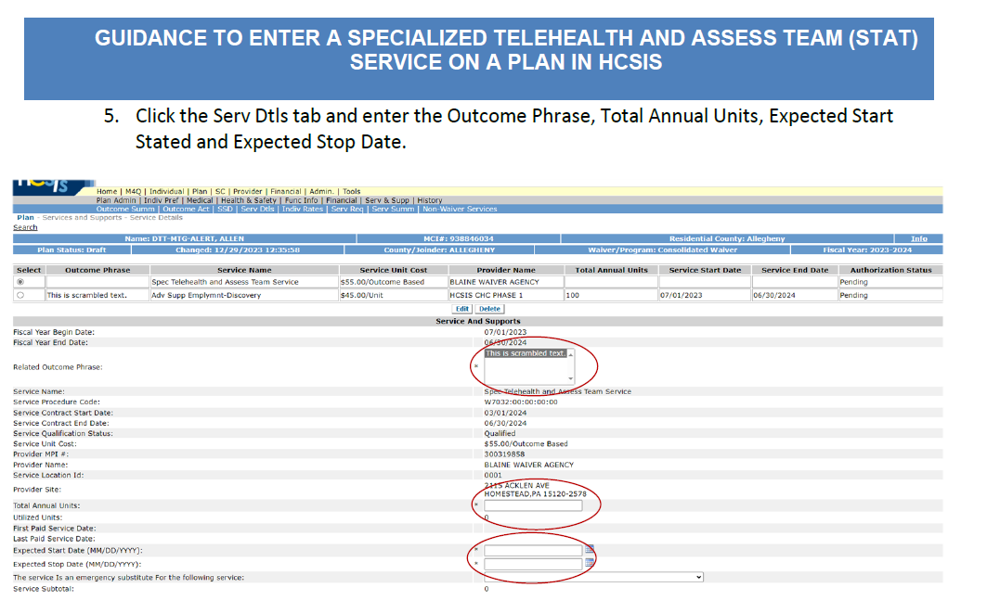 GUIDANCE TO ENTER A SPECIALIZED TELEHEALTH AND ASSESS TEAM (STAT)
SERVICE ON A PLAN IN HCSIS
5. Click the Serv Dtls tab and enter the Outcome Phrase, Total Annual Units, Expected Start
Stated and Expected Stop Date.
Home | M4Q | Individual | Plan | SC | Provider | Financial | Admin. | Tools
Plan Admin | Indiv Pref | Medical | Health & Safety | Func Info | Financial | Serv & Supp | History
Outcome Summ | Outcome Act | SSD | Serv Dtls | Indiv Rates | Serv Req | Serv Summ | Non-Waiver Services
Plan - Services and Supports - Service Details
Search
Name: DTT-MTG-ALERT, ALLEN MCI#: 938846034 Residential County: Allegheny Info
Plan Status: Draft Changed: 12/29/2023 12:35:58 County/Joinder: ALLEGHENY Waiver/Program: Consolidated Waiver Fiscal Year: 2023-2024
Select Outcome Phrase Service Name Service Unit Cost Provider Name Total Annual Units Service Start Date Service End Date Authorization Status
Spec Telehealth and Assess Team Service $55.00/Outcome Based BLAINE WAIVER AGENCY Pending
This is scrambled text. Adv Supp Emplymnt-Discovery $45.00/Unit HCSIS CHC PHASE 1 100 07/01/2023 06/30/2024 Pending
Edit Delete
Service And Supports
Fiscal Year Begin Date: 07/01/2023
Fiscal Year End Date: 06/30/2024
Related Outcome Phrase: * This is scrambled text.
Service Name: Spec Telehealth and Assess Team Service
Service Procedure Code: W7032:00:00:00:00
Service Contract Start Date: 03/01/2024
Service Contract End Date: 06/30/2024
Service Qualification Status: Qualified
Service Unit Cost: $55.00/Outcome Based
Provider MPI #: 300319858
Provider Name: BLAINE WAIVER AGENCY
Service Location Id: 0001
Provider Site: 2115 ACKLEN AVE
HOMESTEAD,PA 15120-2578
Total Annual Units: *
Utilized Units: 0
First Paid Service Date:
Last Paid Service Date:
Expected Start Date (MM/DD/YYYY): *
Expected Stop Date (MM/DD/YYYY): *
The service Is an emergency substitute For the following service:
Service Subtotal: 0